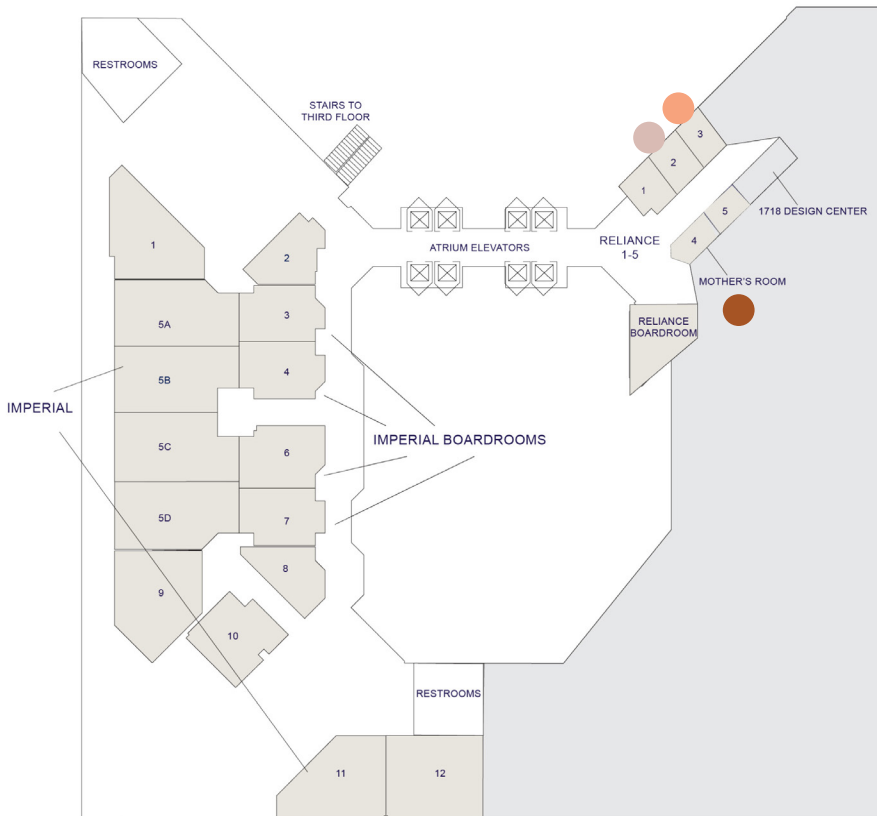 RESTROOMS
STAIRS TO
THIRD FLOOR
3
2
1
5
4
1718 DESIGN CENTER
ATRIUM ELEVATORS
RELIANCE
1-5
MOTHER'S ROOM
RELIANCE
BOARDROOM
1
2
5A
3
5B
4
IMPERIAL
IMPERIAL BOARDROOMS
5C
6
5D
7
8
9
10
RESTROOMS
11
12